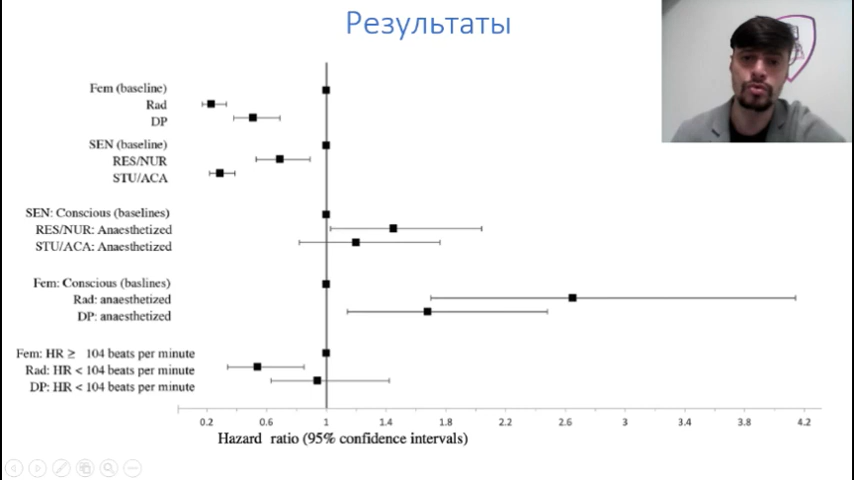 Результаты
Fem (baseline)
Rad
DP
SEN (baseline)
RES/NUR
STU/ACA
SEN: Conscious (baselines)
RES/NUR: Anaesthetized
STU/ACA: Anaesthetized
Fem: Conscious (baslines)
Rad: anaesthetized
DP: anaesthetized
Fem: HR ≥ 104 beats per minute
Rad: HR < 104 beats per minute
DP: HR < 104 beats per minute
0.2 0.6 1 1.4 1.8 2.2 2.6 3 3.4 3.8 4.2
Hazard ratio (95% confidence intervals)